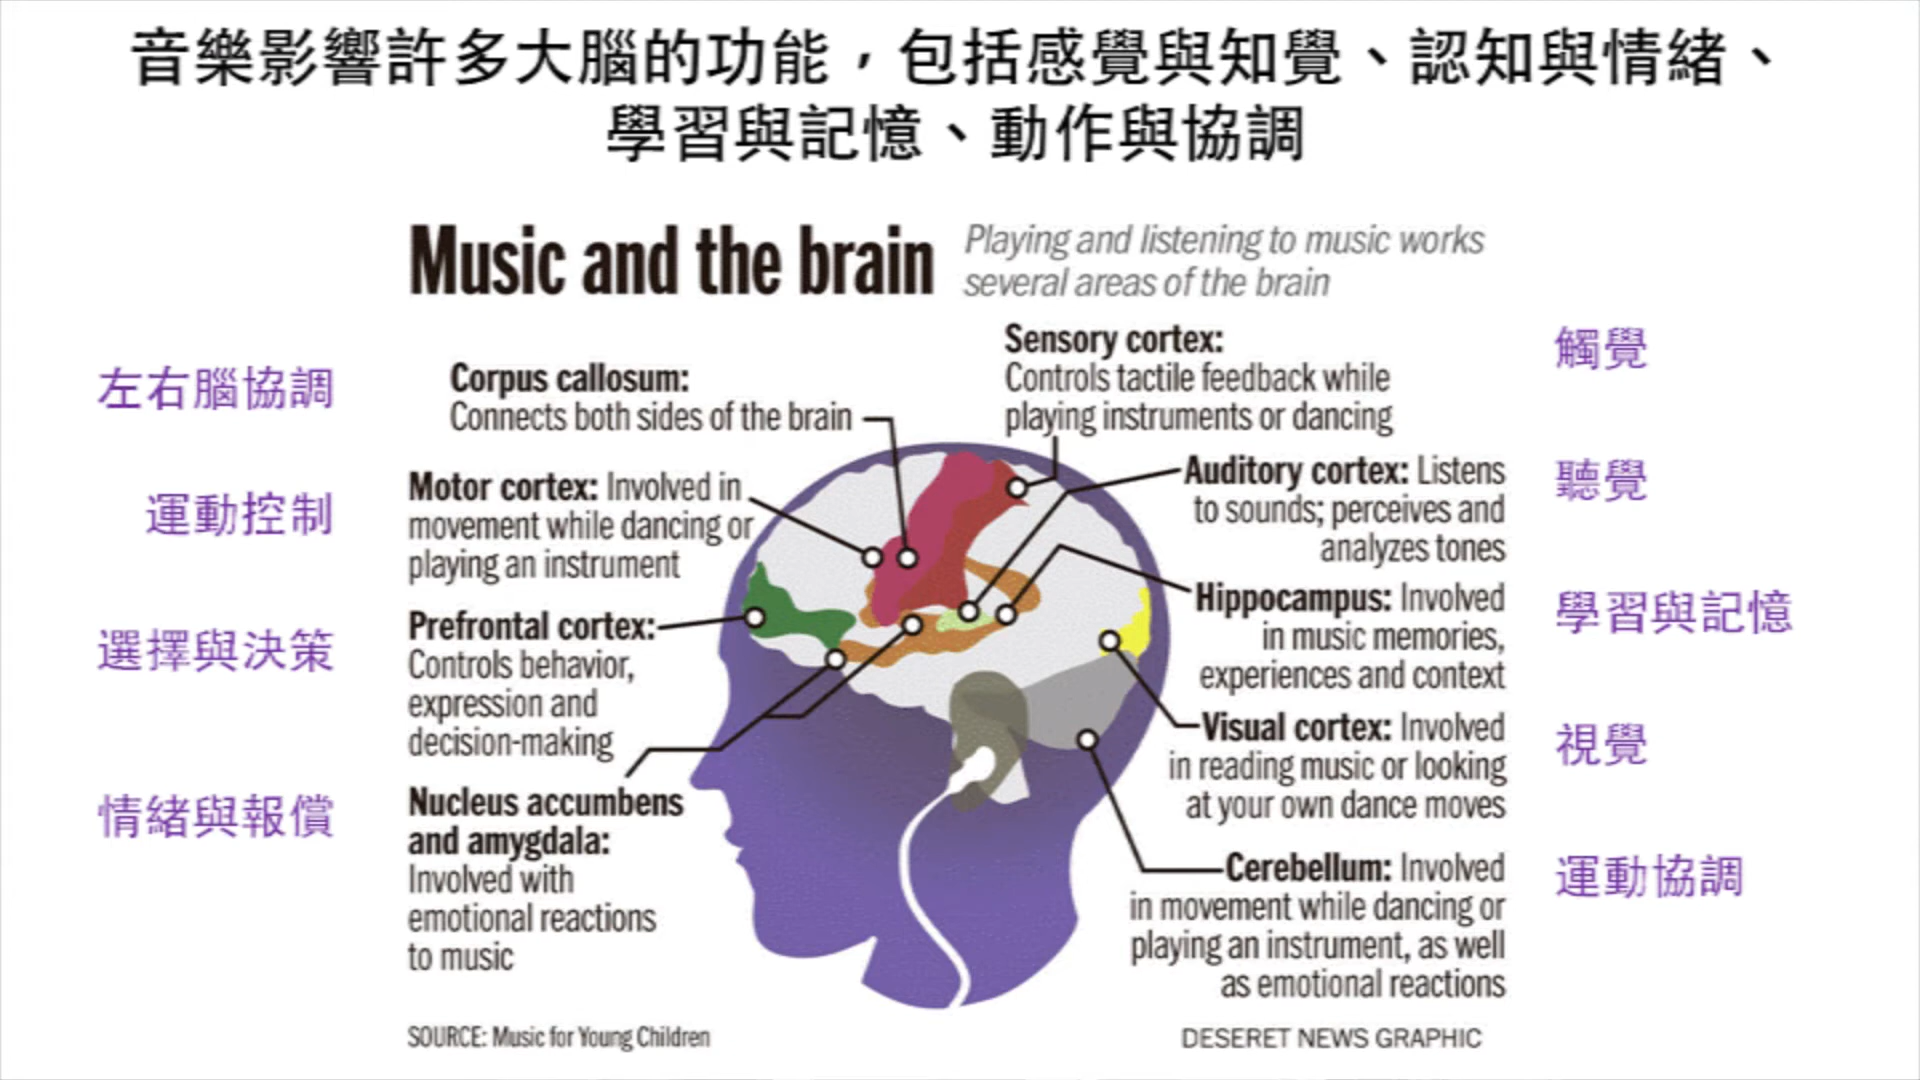 音樂影響許多大腦的功能，包括感覺與知覺、認知與情緒、
學習與記憶、動作與協調
Music and the brain
Playing and listening to music works
several areas of the brain
左右腦協調
Corpus callosum:
Connects both sides of the brain
運動控制
Motor cortex: Involved in
movement while dancing or
playing an instrument
選擇與決策
Prefrontal cortex:
Controls behavior,
expression and
decision-making
情緒與報償
Nucleus accumbens
and amygdala:
Involved with
emotional reactions
to music
Sensory cortex:
Controls tactile feedback while
playing instruments or dancing
觸覺
Auditory cortex: Listens
to sounds; perceives and
analyzes tones
聽覺
Hippocampus: Involved
in music memories,
experiences and context
學習與記憶
Visual cortex: Involved
in reading music or looking
at your own dance moves
視覺
Cerebellum: Involved
in movement while dancing or
playing an instrument, as well
as emotional reactions
運動協調
SOURCE: Music for Young Children
DESERET NEWS GRAPHIC